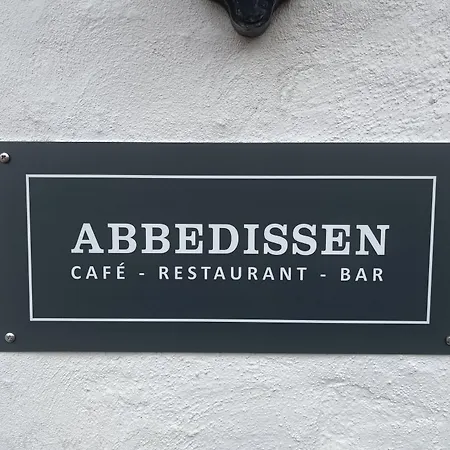 ABBEDISSEN
CAFÉ - RESTAURANT - BAR